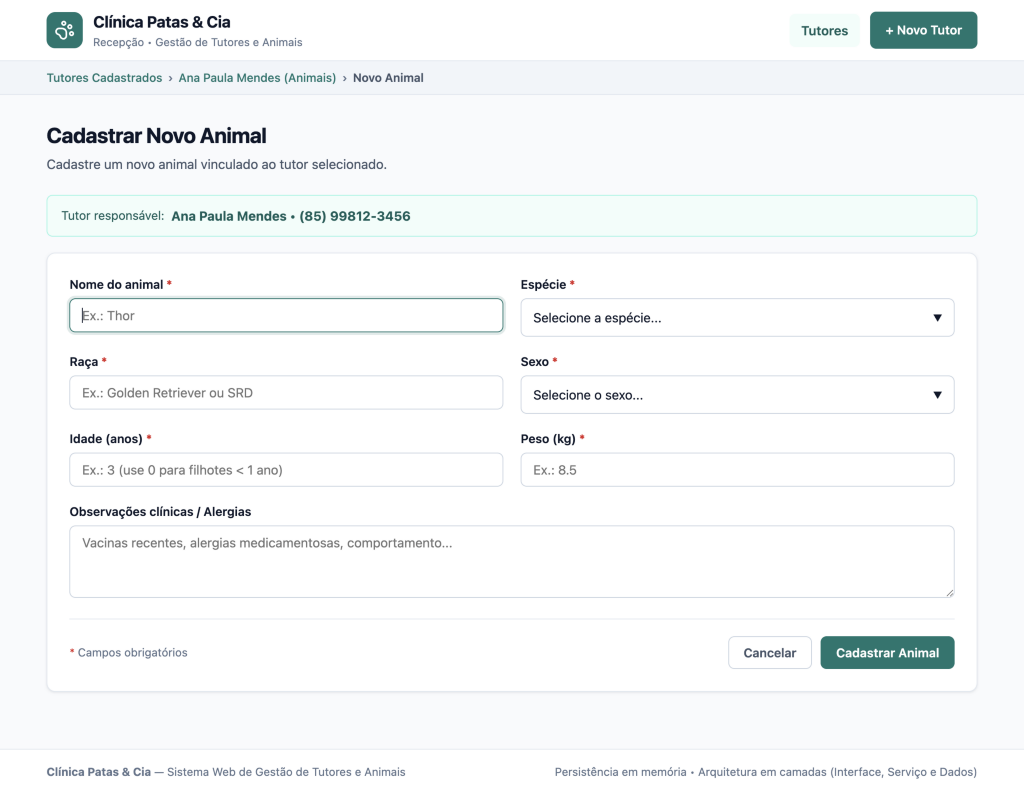 Clínica Patas & Cia
Recepção • Gestão de Tutores e Animais
Tutores
+ Novo Tutor
Tutores Cadastrados › Ana Paula Mendes (Animais) › Novo Animal
Cadastrar Novo Animal
Cadastre um novo animal vinculado ao tutor selecionado.
Tutor responsável: Ana Paula Mendes • (85) 99812-3456
Nome do animal *
Ex.: Thor
Espécie *
Selecione a espécie...
Raça *
Ex.: Golden Retriever ou SRD
Sexo *
Selecione o sexo...
Idade (anos) *
Ex.: 3 (use 0 para filhotes < 1 ano)
Peso (kg) *
Ex.: 8.5
Observações clínicas / Alergias
Vacinas recentes, alergias medicamentosas, comportamento...
* Campos obrigatórios
Cancelar
Cadastrar Animal
Clínica Patas & Cia — Sistema Web de Gestão de Tutores e Animais
Persistência em memória • Arquitetura em camadas (Interface, Serviço e Dados)